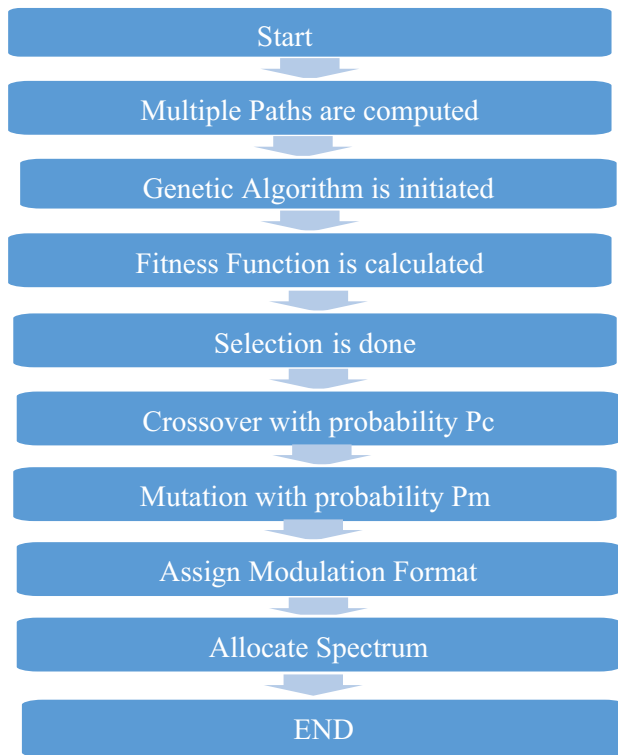 Start
Multiple Paths are computed
Genetic Algorithm is initiated
Fitness Function is calculated
Selection is done
Crossover with probability Pc
Mutation with probability Pm
Assign Modulation Format
Allocate Spectrum
END